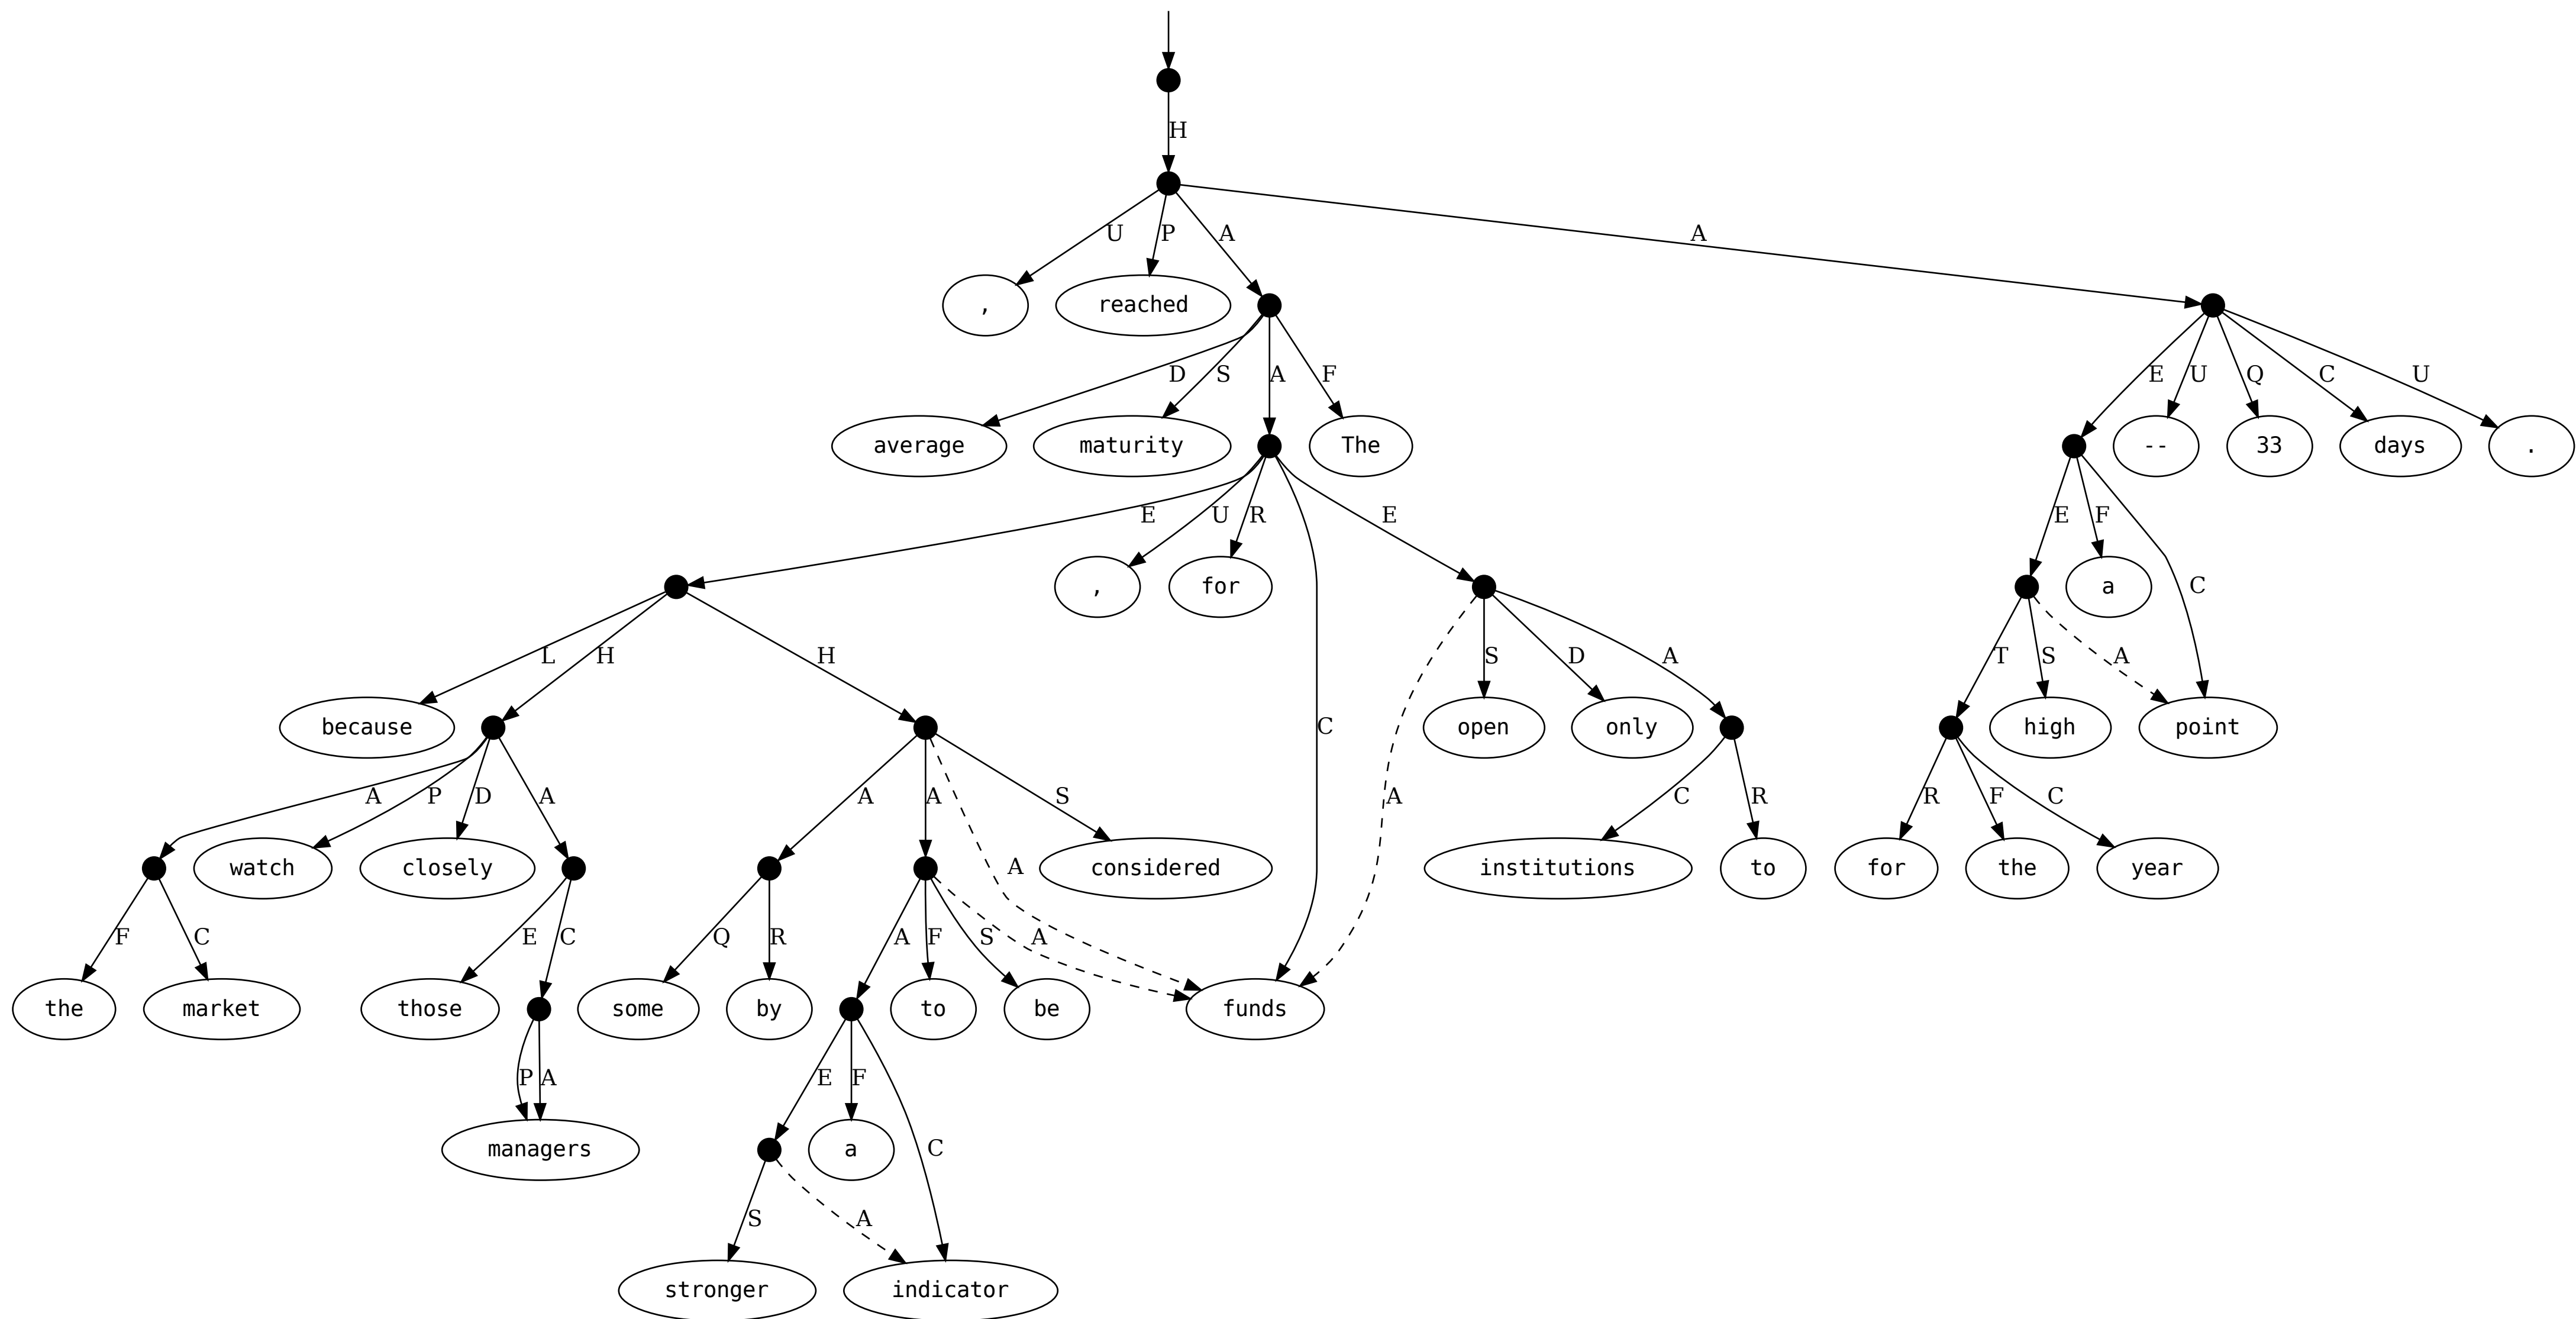 H
U P A A
, reached
D S A F E U Q C U
average maturity The -- 33 days .
E U R C E E F C
, for a
L H H A S D A T S A
because open only high point
A P D A A A A S C R R F C
watch closely considered institutions to for the year
F C E C Q R A F S A
the market those some by to be funds
P A E F C
managers a
S A
stronger indicator